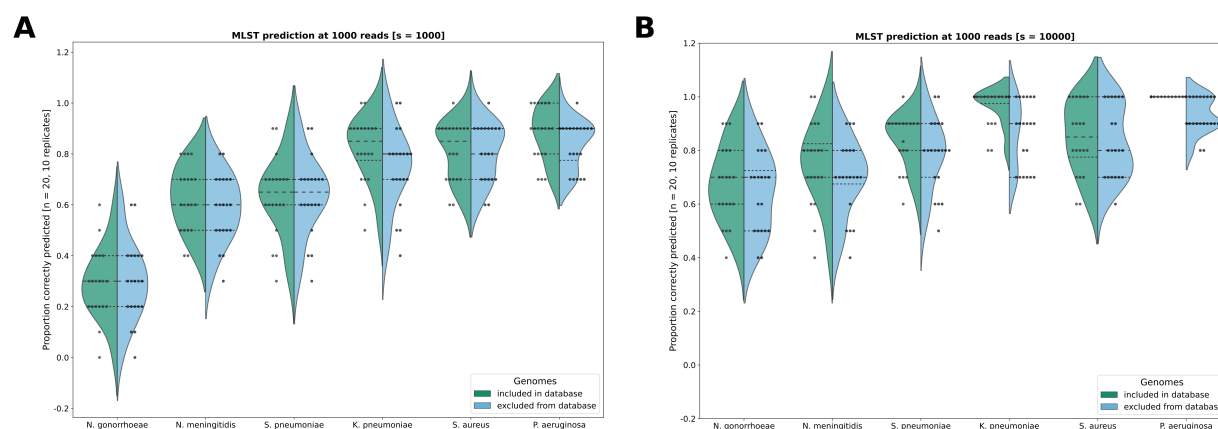 A
MLST prediction at 1000 reads [s = 1000]
Proportion correctly predicted [n = 20, 10 replicates]
1.2
1.0
0.8
0.6
0.4
0.2
0.0
-0.2
N. gonorrhoeae
N. meningitidis
S. pneumoniae
K. pneumoniae
S. aureus
P. aeruginosa
Genomes
included in database
excluded from database
B
MLST prediction at 1000 reads [s = 10000]
Proportion correctly predicted [n = 20, 10 replicates]
1.2
1.0
0.8
0.6
0.4
0.2
0.0
-0.2
N. gonorrhoeae
N. meningitidis
S. pneumoniae
K. pneumoniae
S. aureus
P. aeruginosa
Genomes
included in database
excluded from database